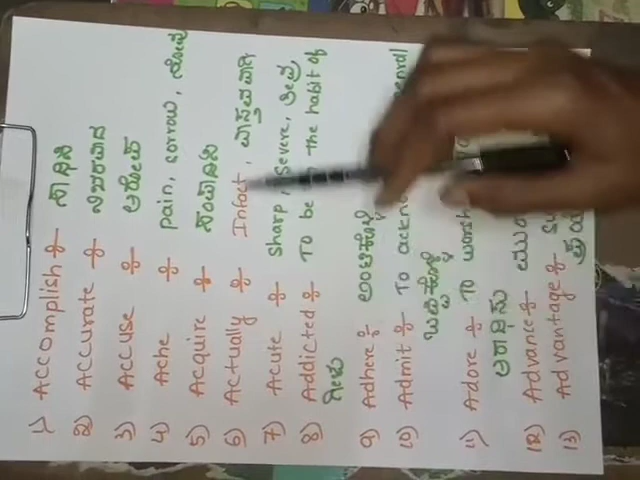 1) Accomplish :- ಸಾಧಿಸಿ
2) Accurate :- ನಿಖರವಾದ
3) Accuse :- ಆರೋಪ
4) Ache :- pain, sorrow, ನೋವು
5) Acquire :- ಸಂಪಾದಿಸು
6) Actually :- Infact, ವಾಸ್ತವವಾಗಿ
7) Acute :- sharp, severe, ತೀವ್ರ
8) Addicted :- To be the habit of
ಗೀಳು
9) Adhere :- ಅಂಟಿಕೊಳ್ಳಿ
10) Admit :- To
ಒಪ್ಪಿಕೊಳ್ಳಿ
11) Adore :- To
ಆರಾಧಿಸು
12) Advance :-
13) Advantage :-